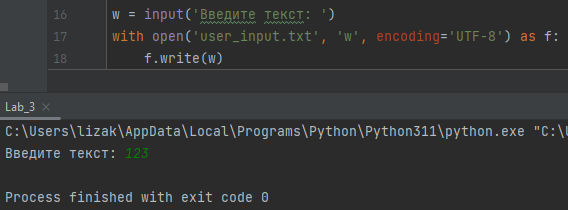 16 w = input('Введите текст: ')
17 with open('user_input.txt', 'w', encoding='UTF-8') as f:
18 f.write(w)
Lab_3 ×
C:\Users\lizak\AppData\Local\Programs\Python\Python311\python.exe "C:\
Введите текст: 123
Process finished with exit code 0